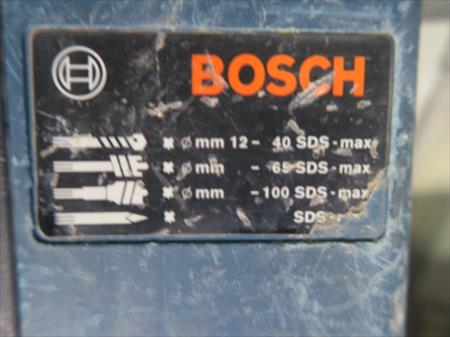 BOSCH
Ø mm 12 - 40 SDS - max
Ø mm - 65 SDS - max
Ø mm - 100 SDS - max
SDS -